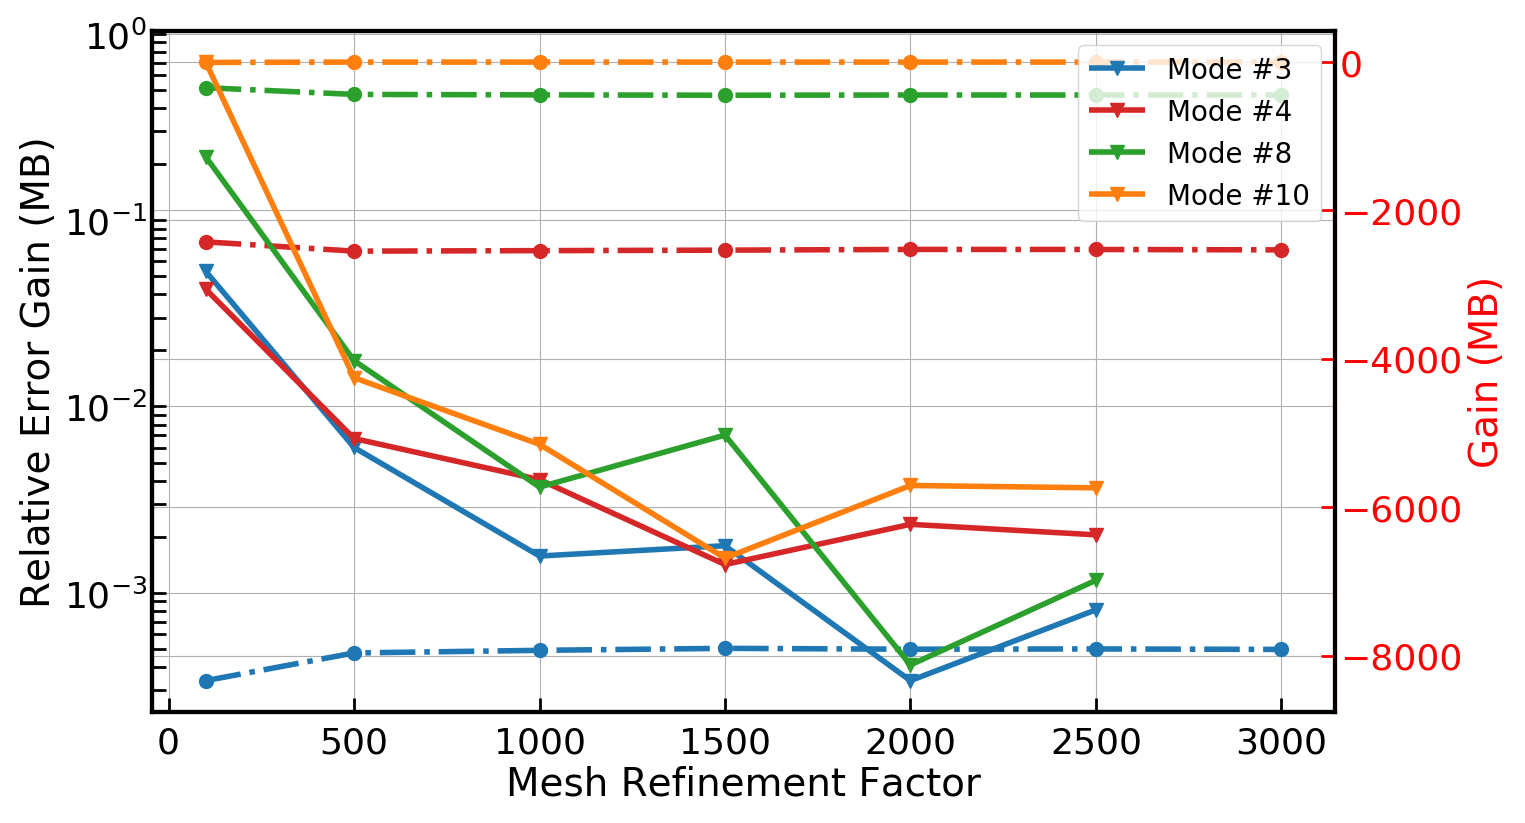 Relative Error Gain (MB)
10^0
10^−1
10^−2
10^−3
Mode #3
Mode #4
Mode #8
Mode #10
0
−2000
−4000
−6000
−8000
Gain (MB)
0 500 1000 1500 2000 2500 3000
Mesh Refinement Factor